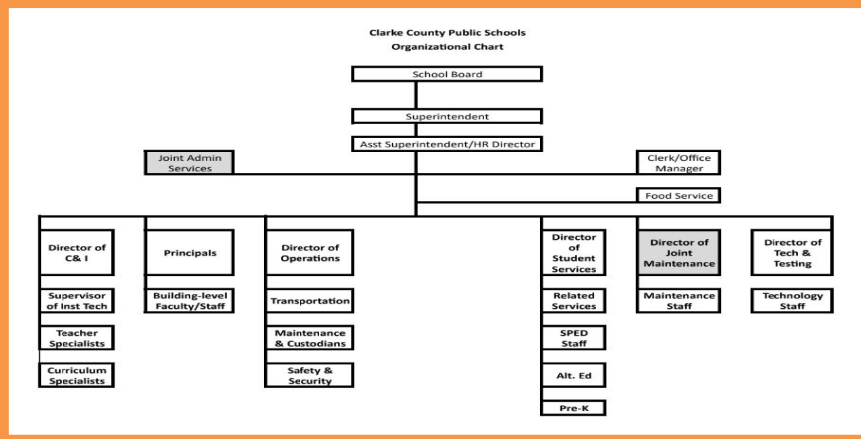 Clarke County Public Schools
Organizational Chart
School Board
Superintendent
Asst Superintendent/HR Director
Joint Admin
Services
Clerk/Office
Manager
Food Service
Director of
C& I
Principals
Director of
Operations
Director
of
Student
Services
Director of
Joint
Maintenance
Director of
Tech &
Testing
Supervisor
of Inst Tech
Building-level
Faculty/Staff
Transportation
Related
Services
Maintenance
Staff
Technology
Staff
Teacher
Specialists
Maintenance
& Custodians
SPED
Staff
Curriculum
Specialists
Safety &
Security
Alt. Ed
Pre-K